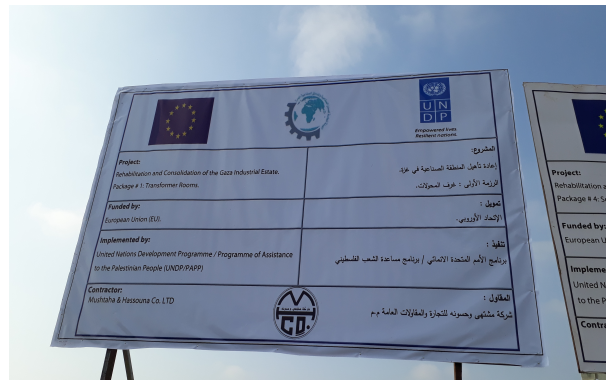 UN
DP
Empowered lives
Resilient nations
Project:
Rehabilitation and Consolidation of the Gaza Industrial Estate.
Package # 1: Transformer Rooms.
المشروع:
إعادة تأهيل المنطقة الصناعية في غزة.
الرزمة الأولى : غرف المحولات.
Funded by:
European Union (EU).
تمويل :
الإتحاد الأوروبي.
Implemented by:
United Nations Development Programme / Programme of Assistance
to the Palestinian People (UNDP/PAPP)
تنفيذ :
برنامج الأمم المتحدة الانمائي / برنامج مساعدة الشعب الفلسطيني
Contractor:
Mushtaha & Hassouna Co. LTD
M
CO.
المقاول :
شركة مشتهى وحسونه للتجارة والمقاولات العامة م.م
Project:
Rehabilitation a
Package # 4: S
Funded by:
European U
Impleme
United N
to the P
Contr